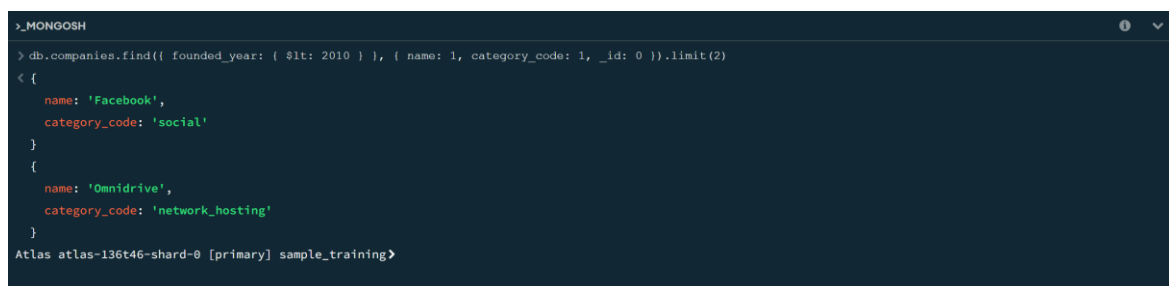 >_MONGOSH
> db.companies.find({ founded_year: { $lt: 2010 } }, { name: 1, category_code: 1, _id: 0 }).limit(2)
< {
name: 'Facebook',
category_code: 'social'
}
{
name: 'Omnidrive',
category_code: 'network_hosting'
}
Atlas atlas-136t46-shard-0 [primary] sample_training>